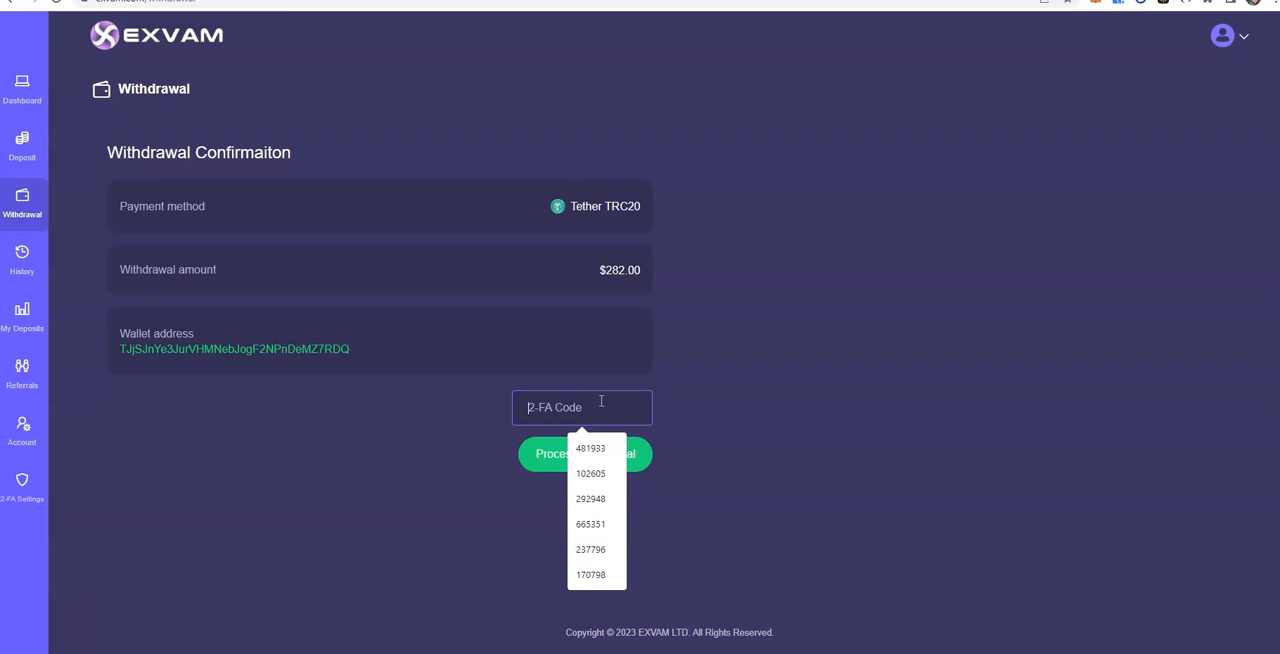 EXVAM
Withdrawal
Dashboard
Deposit
Withdrawal
History
My Deposits
Referrals
Account
2-FA Settings
Withdrawal Confirmaiton
Payment method
Tether TRC20
Withdrawal amount
$282.00
Wallet address
TJjSJnYe3JurVHMNebJogF2NPnDeMZ7RDQ
2-FA Code
481933
102605
292948
665351
237796
170798
Copyright © 2023 EXVAM LTD. All Rights Reserved.